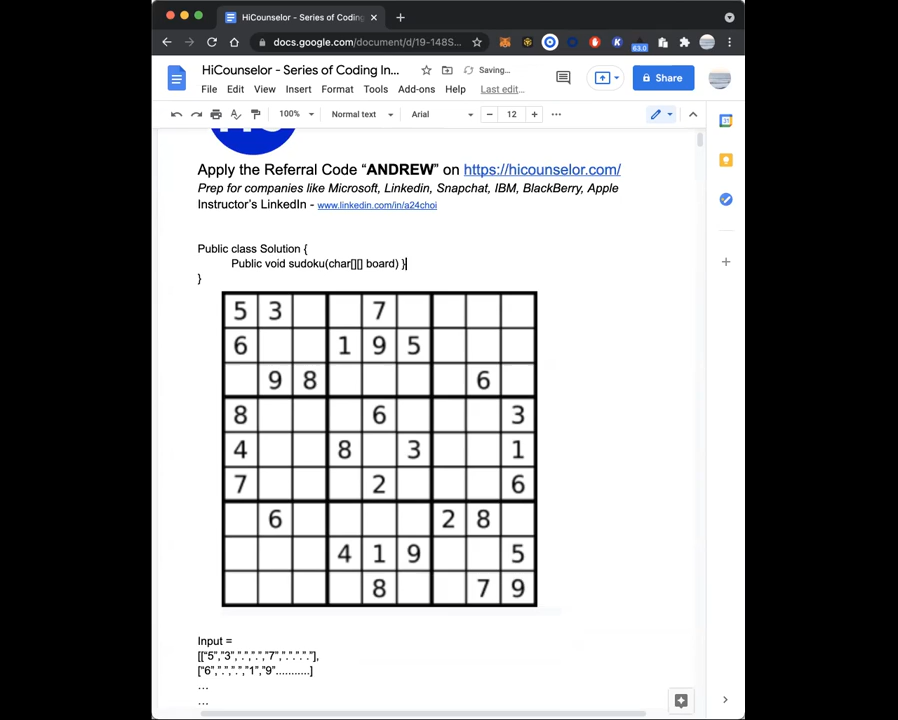 HiCounselor - Series of Coding
docs.google.com/document/d/19-148S...
63.0
HiCounselor - Series of Coding In...
Saving...
Share
File Edit View Insert Format Tools Add-ons Help Last edit...
100% Normal text Arial 12
Apply the Referral Code “ANDREW” on https://hicounselor.com/
Prep for companies like Microsoft, Linkedin, Snapchat, IBM, BlackBerry, Apple
Instructor’s LinkedIn - www.linkedin.com/in/a24choi
Public class Solution {
Public void sudoku(char[][] board) }
}
5 3 7
6 1 9 5
9 8 6
8 6 3
4 8 3 1
7 2 6
6 2 8
4 1 9 5
8 7 9
Input =
[["5","3",".",".","7",".".".".."],
["6",".",".","1","9"...........]
…
…